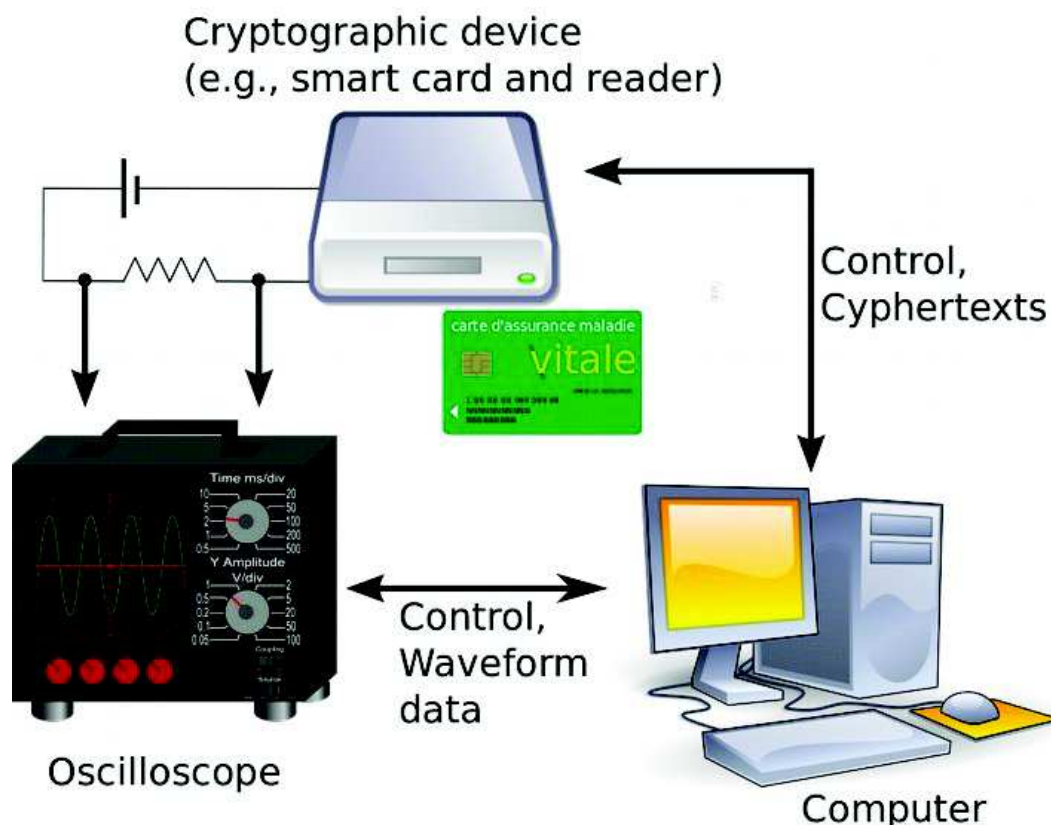 Cryptographic device
(e.g., smart card and reader)
Control,
Cyphertexts
carte d'assurance maladie
vitale
Time ms/div
10 20
5 50
2 100
1 200
0.5 500
Y Amplitude
V/div
1 2
0.5 5
0.2 20
0.1 50
0.05 100
Coupling
Control,
Waveform
data
Oscilloscope
Computer